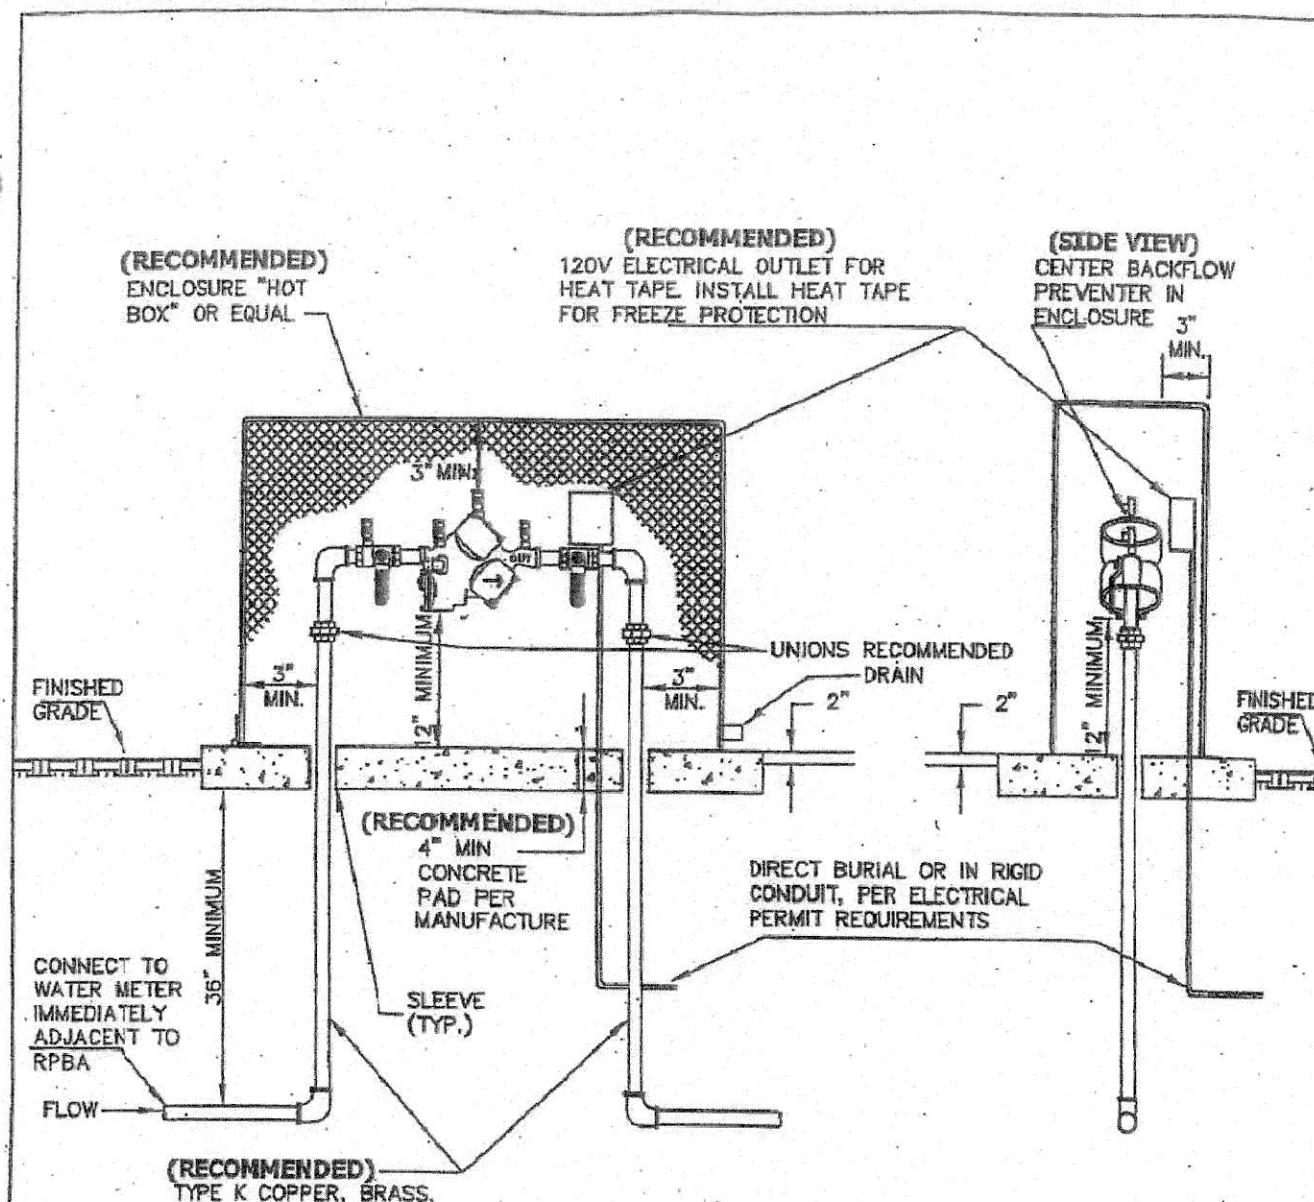 (RECOMMENDED)
ENCLOSURE "HOT
BOX" OR EQUAL
(RECOMMENDED)
120V ELECTRICAL OUTLET FOR
HEAT TAPE. INSTALL HEAT TAPE
FOR FREEZE PROTECTION
(SIDE VIEW)
CENTER BACKFLOW
PREVENTER IN
ENCLOSURE
3"
MIN.
3" MIN.
OUT
12" MINIMUM
UNIONS RECOMMENDED
DRAIN
3"
MIN.
3"
MIN.
2"
2"
12" MINIMUM
FINISHED
GRADE
FINISHED
GRADE
(RECOMMENDED)
4" MIN
CONCRETE
PAD PER
MANUFACTURE
DIRECT BURIAL OR IN RIGID
CONDUIT, PER ELECTRICAL
PERMIT REQUIREMENTS
36" MINIMUM
CONNECT TO
WATER METER
IMMEDIATELY
ADJACENT TO
RPBA
SLEEVE
(TYP.)
FLOW
(RECOMMENDED)
TYPE K COPPER, BRASS,